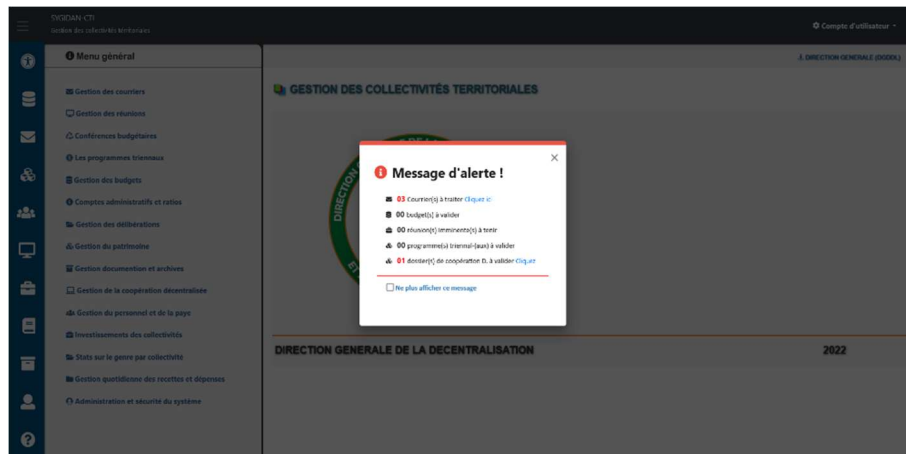 SYGIDAN-CTI
Gestion des collectivités territoriales
Compte d'utilisateur
Menu général
DIRECTION GENERALE (DGDDL)
Gestion des courriers
Gestion des réunions
Conférences budgétaires
Les programmes triennaux
Gestion des budgets
Comptes administratifs et ratios
Gestion des délibérations
Gestion du patrimoine
Gestion documention et archives
Gestion de la coopération décentralisée
Gestion du personnel et de la paye
Investissements des collectivités
Stats sur le genre par collectivité
Gestion quotidienne des recettes et dépenses
Administration et sécurité du système
GESTION DES COLLECTIVITÉS TERRITORIALES
DIRECTION
Message d'alerte !
03 Courrier(s) à traiter Cliquez ici
00 budget(s) à valider
00 réunion(s) imminente(s) à tenir
00 programme(s) triennal-(aux) à valider
01 dossier(s) de coopération D. à valider Cliquez
Ne plus afficher ce message
DIRECTION GENERALE DE LA DECENTRALISATION
2022